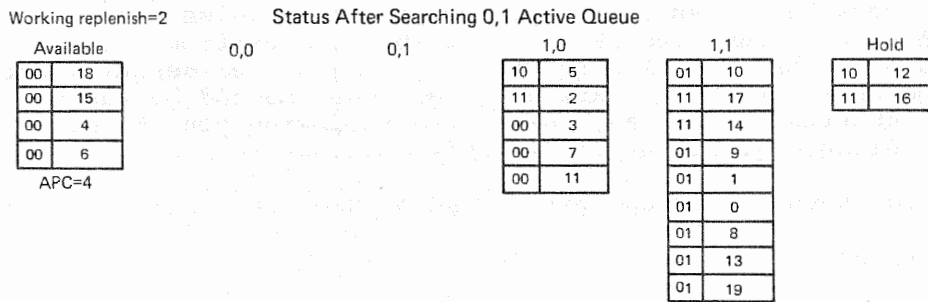 Working replenish=2 Status After Searching 0,1 Active Queue
Available 0,0 0,1 1,0 1,1 Hold
00 18 10 5 01 10 10 12
00 15 11 2 11 17 11 16
00 4 00 3 11 14
00 6 00 7 01 9
APC=4 00 11 01 1
01 0
01 8
01 13
01 19